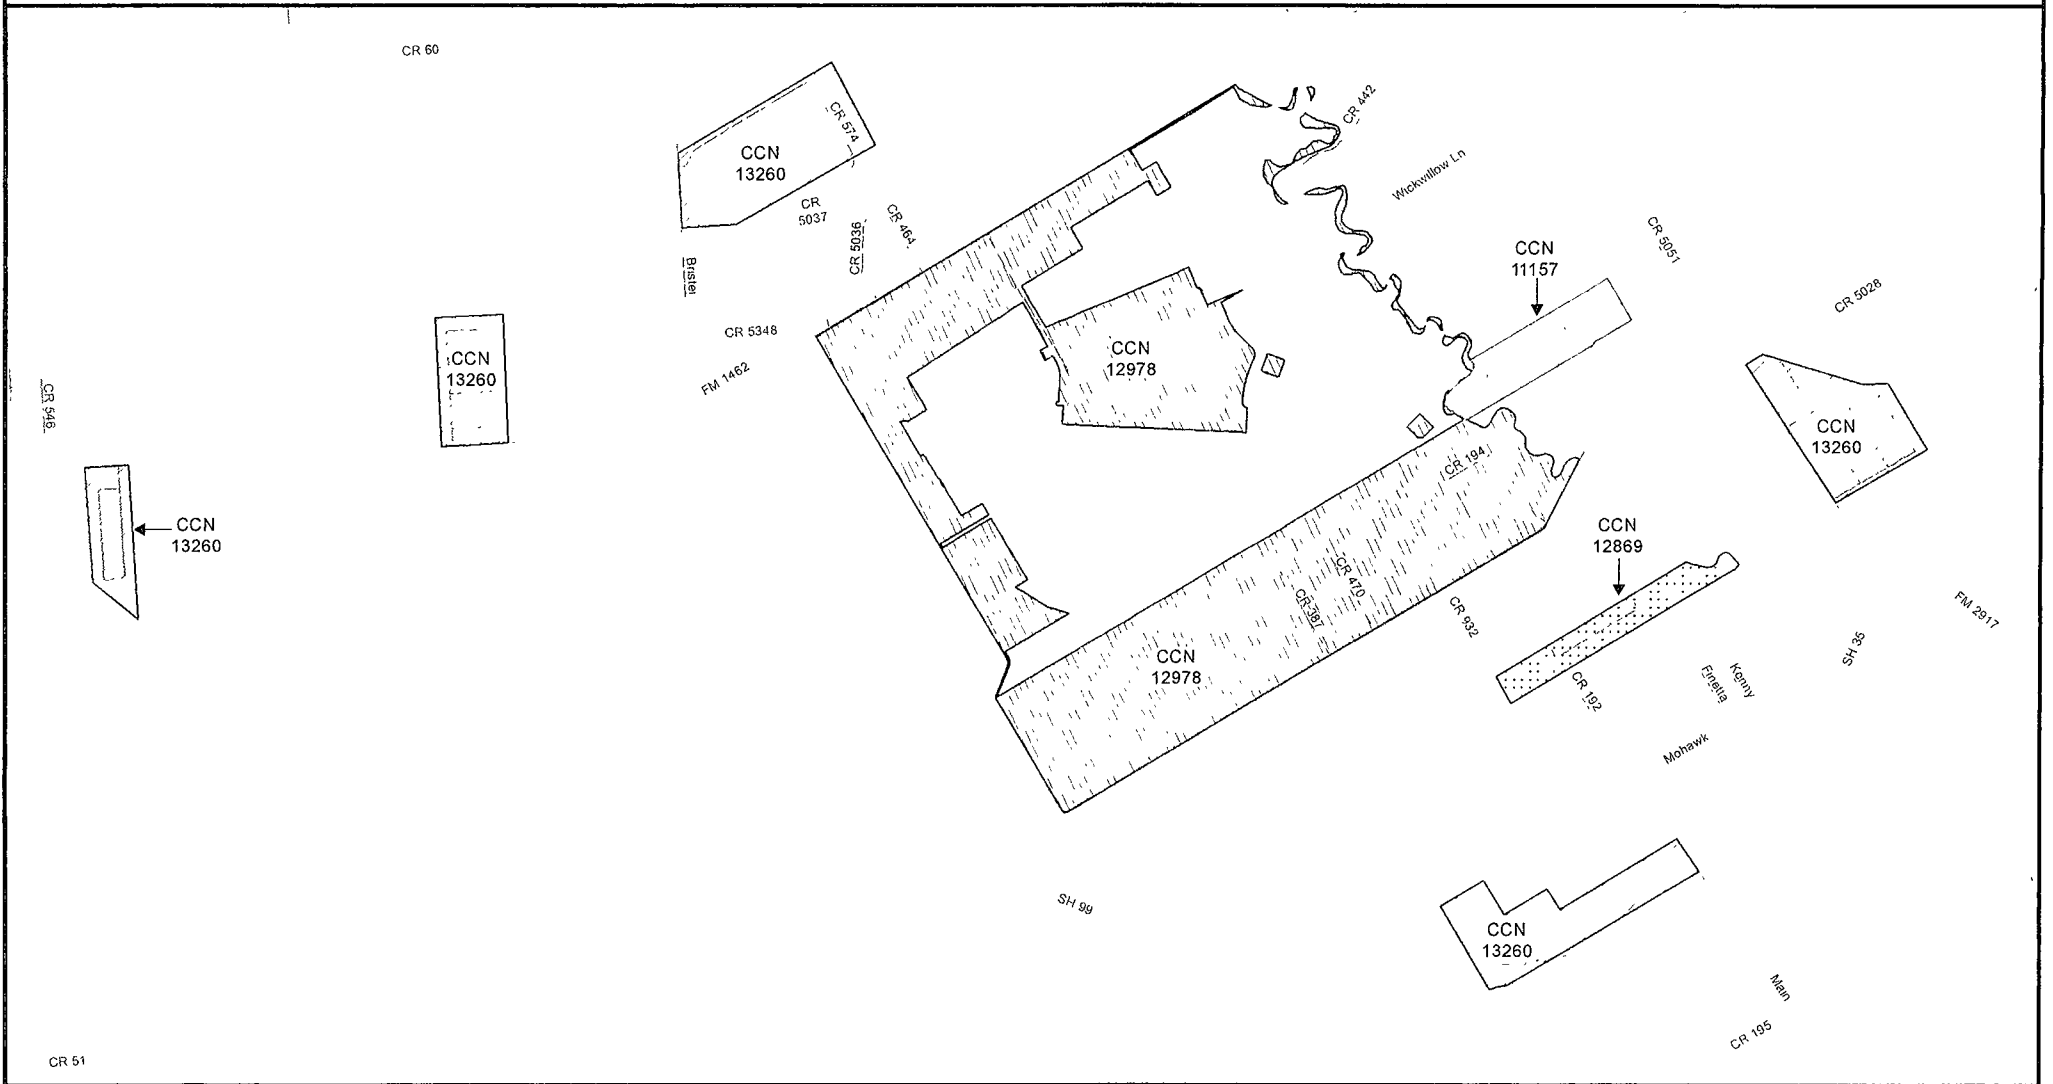 CR 60
CR 574
CCN
13260
CR 442
Wickwillow Ln
CR
5037
CR 464
CR 5036
Bristel
CR 5051
CCN
11157
CR 5028
CR 5348
FM 1462
CCN
13260
CCN
12978
CR 546
CCN
13260
CR 194
CCN
13260
CCN
12869
CR 470
CR 387
CR 932
FM 2917
SH 35
CCN
12978
Kenny
Finetta
CR 192
Mohawk
SH 99
CCN
13260
Main
CR 195
CR 51